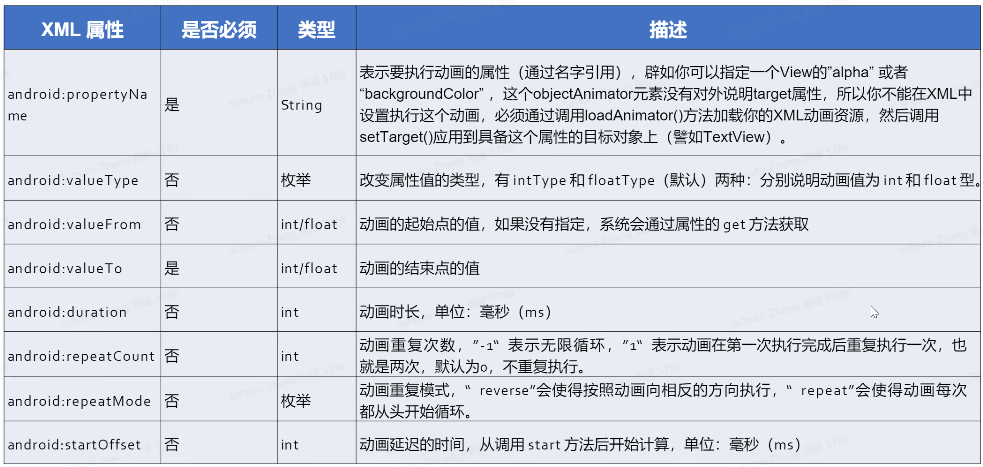 XML 属性 是否必须 类型 描述
android:propertyNa
me
是
String
表示要执行动画的属性（通过名字引用），辟如你可以指定一个View的”alpha” 或者
“backgroundColor” ，这个objectAnimator元素没有对外说明target属性，所以你不能在XML中
设置执行这个动画，必须通过调用loadAnimator()方法加载你的XML动画资源，然后调用
setTarget()应用到具备这个属性的目标对象上（譬如TextView）。
android:valueType 否 枚举 改变属性值的类型，有 intType 和 floatType（默认）两种：分别说明动画值为 int 和 float 型。
android:valueFrom 否 int/float 动画的起始点的值，如果没有指定，系统会通过属性的 get 方法获取
android:valueTo 是 int/float 动画的结束点的值
android:duration 否 int 动画时长，单位：毫秒（ms）
android:repeatCount 否 int
动画重复次数，”-1“ 表示无限循环，”1“ 表示动画在第一次执行完成后重复执行一次，也
就是两次，默认为0，不重复执行。
android:repeatMode 否 枚举
动画重复模式，“ reverse”会使得按照动画向相反的方向执行，“ repeat”会使得动画每次
都从头开始循环。
android:startOffset 否 int 动画延迟的时间，从调用 start 方法后开始计算，单位：毫秒（ms）